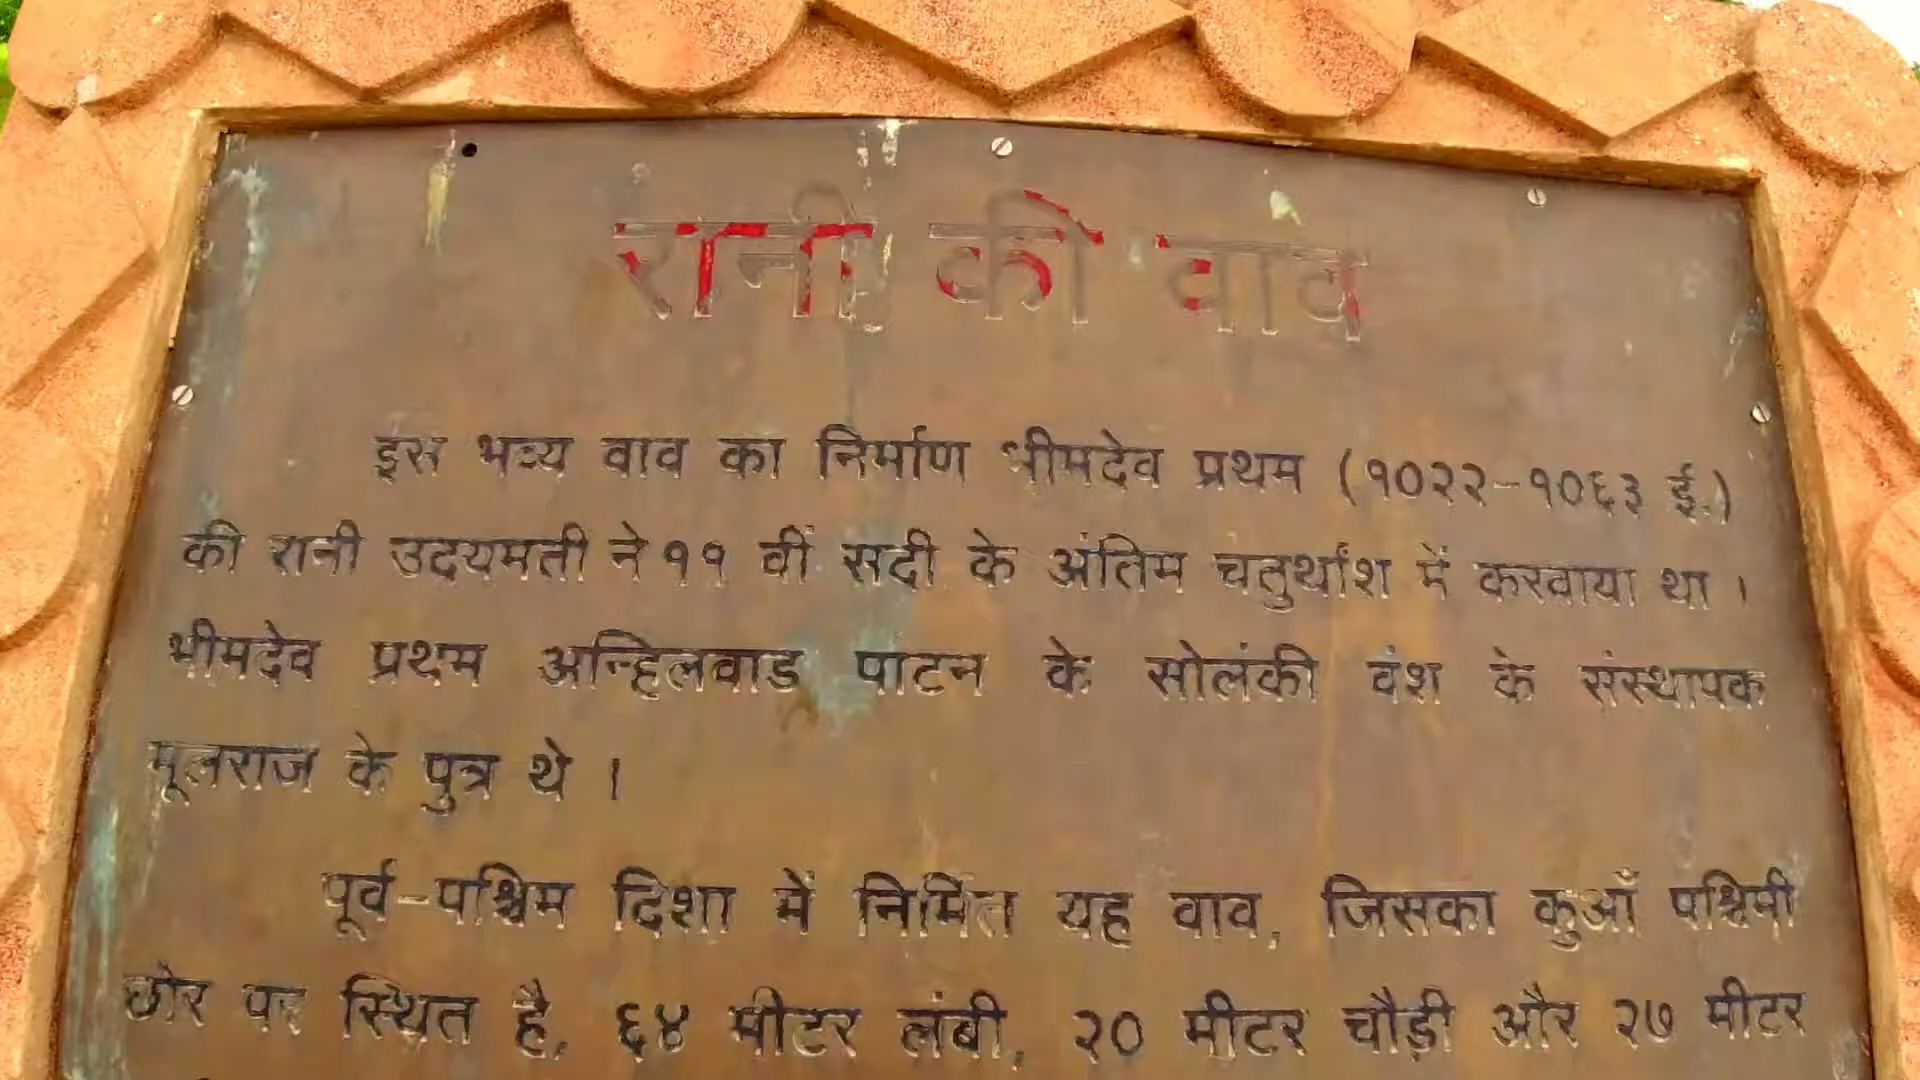 रानी की वाव
इस भव्य वाव का निर्माण भीमदेव प्रथम (१०२२-१०६३ ई.)
की रानी उदयमती ने ११ वीं सदी के अंतिम चतुर्थांश में करवाया था ।
भीमदेव प्रथम अन्हिलवाड पाटन के सोलंकी वंश के संस्थापक
मूलराज के पुत्र थे ।
पूर्व-पश्चिम दिशा में निर्मित यह वाव, जिसका कुआँ पश्चिमी
छोर पर स्थित है, ६४ मीटर लंबी, २० मीटर चौड़ी और २७ मीटर